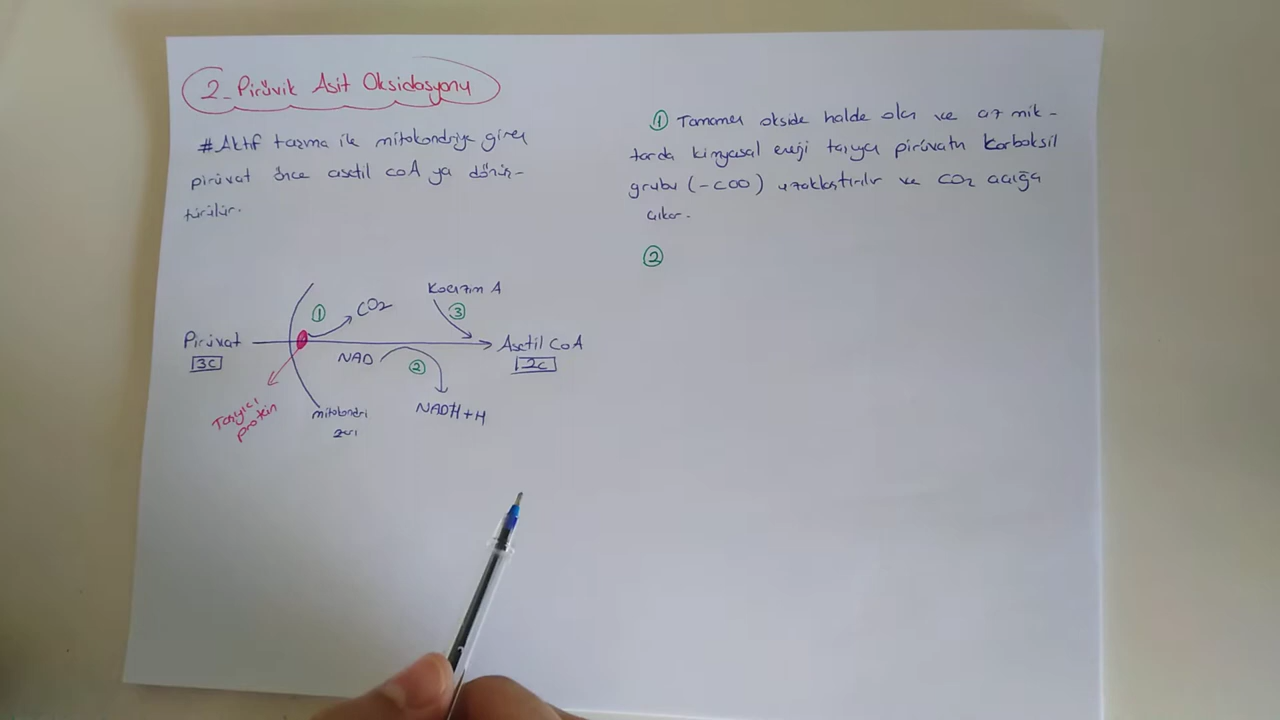 2- Pirüvik Asit Oksidasyonu
# Aktif taşıma ile mitokondriye giren
pirüvat önce asetil coA ya dönüş-
türülür.
1 Tamamen okside halde olan ve az mik-
tarda kimyasal enerji taşıyan pirüvatın karboksil
grubu (-COO) uzaklaştırılır ve CO2 açığa
çıkar.
2
Koenzim A
1 CO2
3
Pirüvat
Asetil CoA
3C
NAD
2
2C
Taşıyıcı
protein
mitokondri
zarı
NADH+H